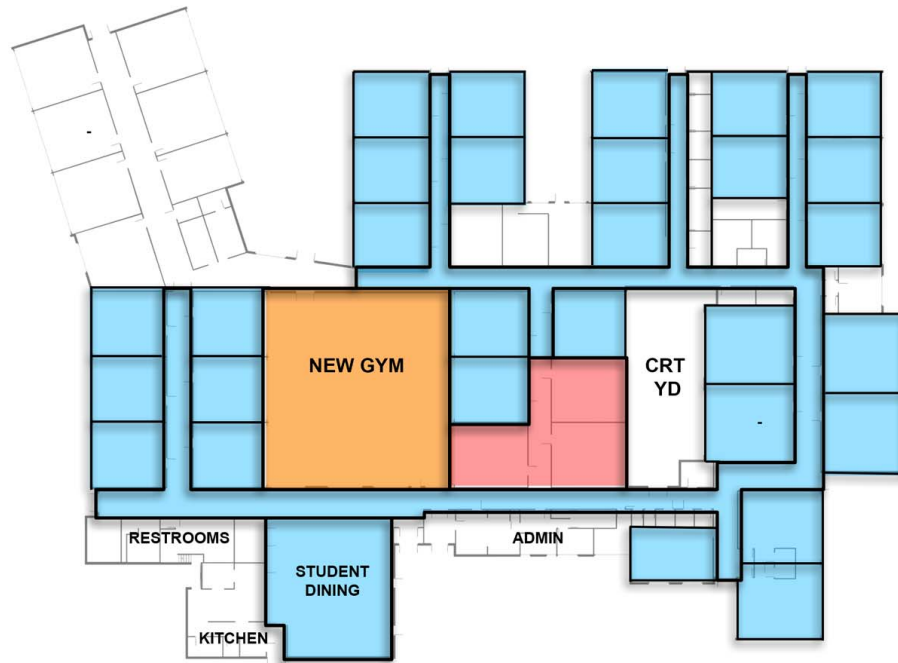 NEW GYM
CRT
YD
RESTROOMS
ADMIN
STUDENT
DINING
KITCHEN